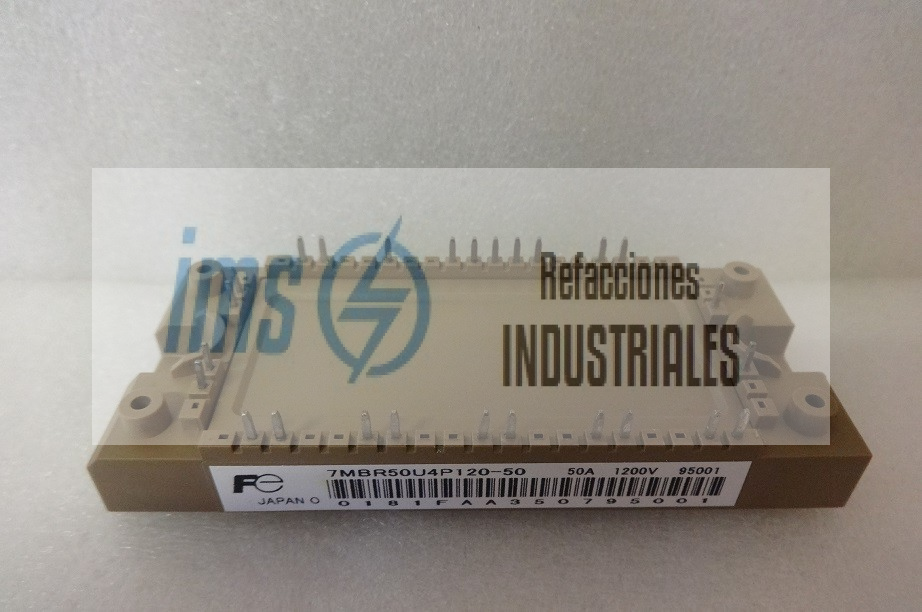 ims
Refacciones
INDUSTRIALES
7MBR50U4P120-50 50A 1200V 95001
Fe
JAPAN O
0181FAA350795001